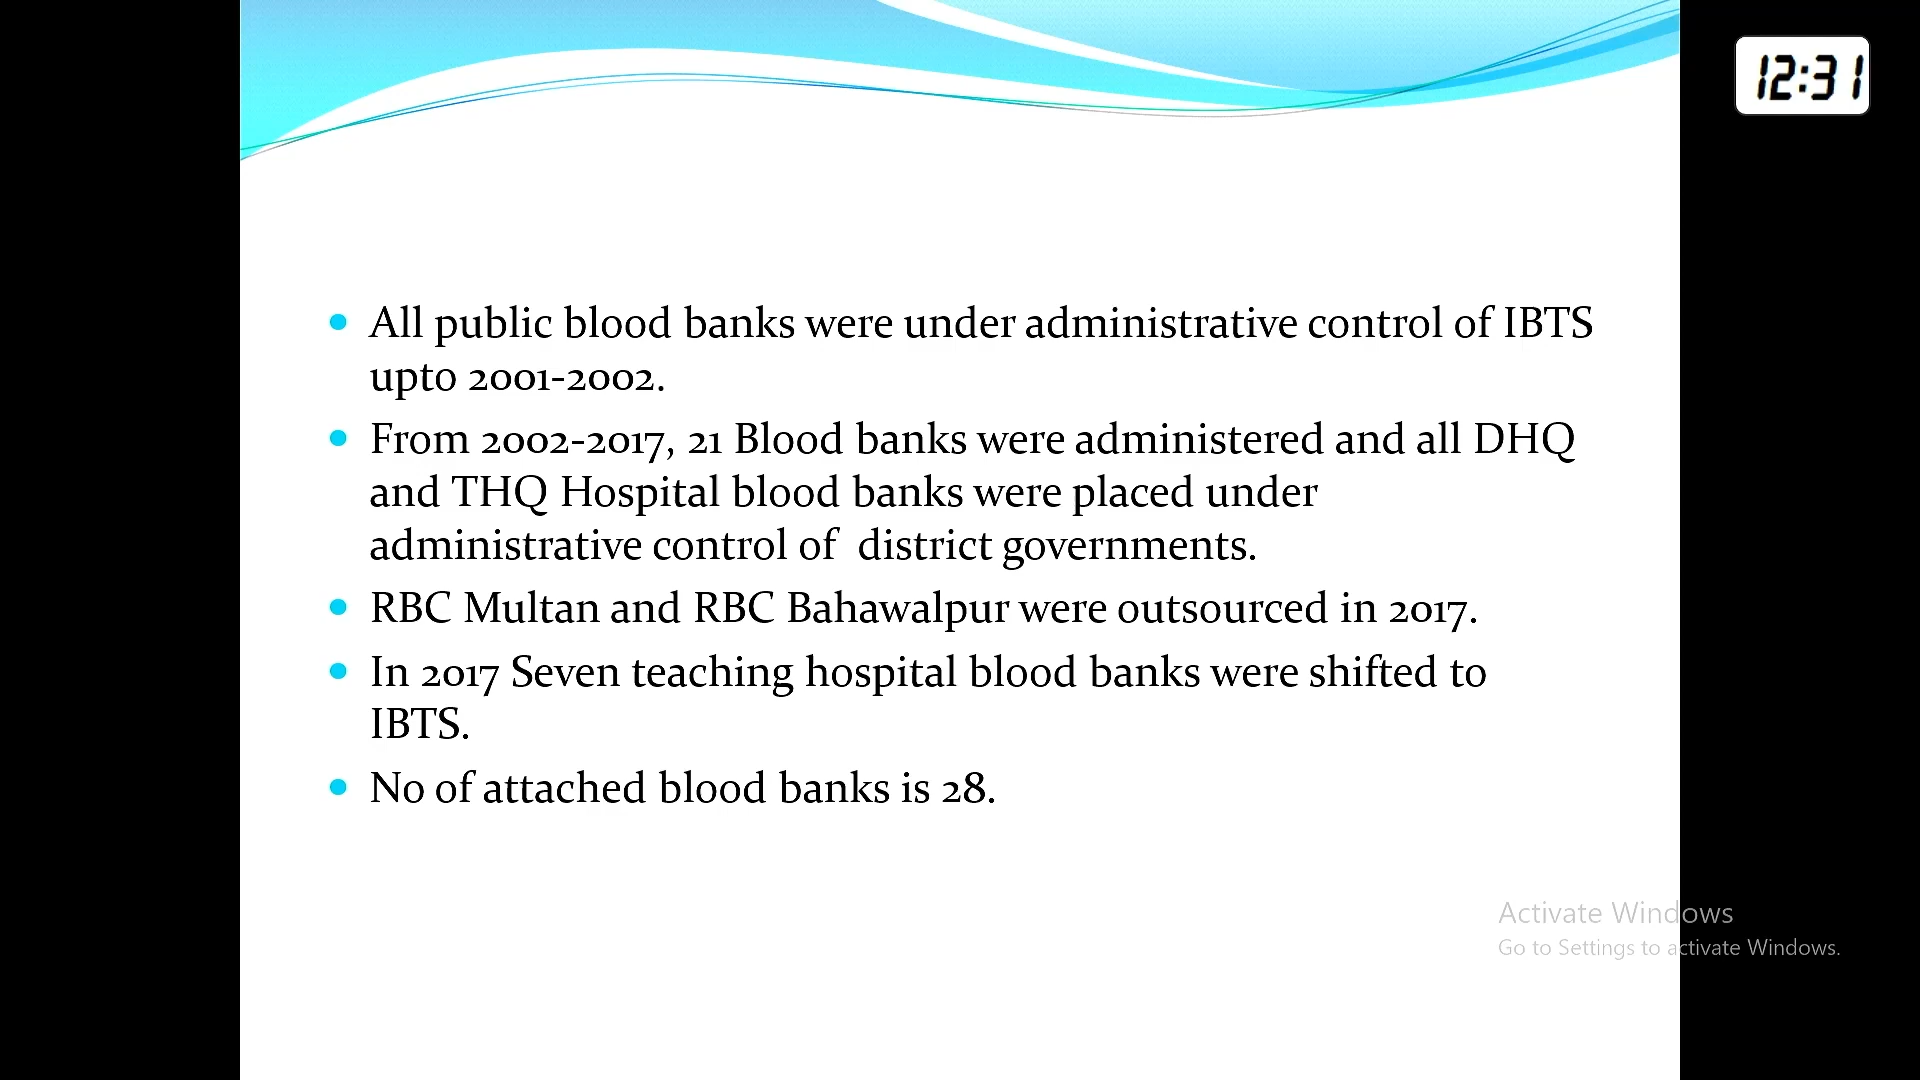 12:31
• All public blood banks were under administrative control of IBTS
upto 2001-2002.
• From 2002-2017, 21 Blood banks were administered and all DHQ
and THQ Hospital blood banks were placed under
administrative control of  district governments.
• RBC Multan and RBC Bahawalpur were outsourced in 2017.
• In 2017 Seven teaching hospital blood banks were shifted to
IBTS.
• No of attached blood banks is 28.
Activate Windows
Go to Settings to activate Windows.